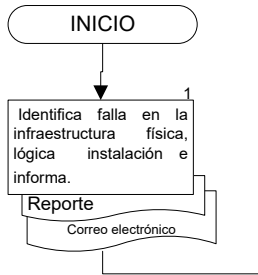 INICIO
1
Identifica falla en la
infraestructura física,
lógica instalación e
informa.
Reporte
Correo electrónico